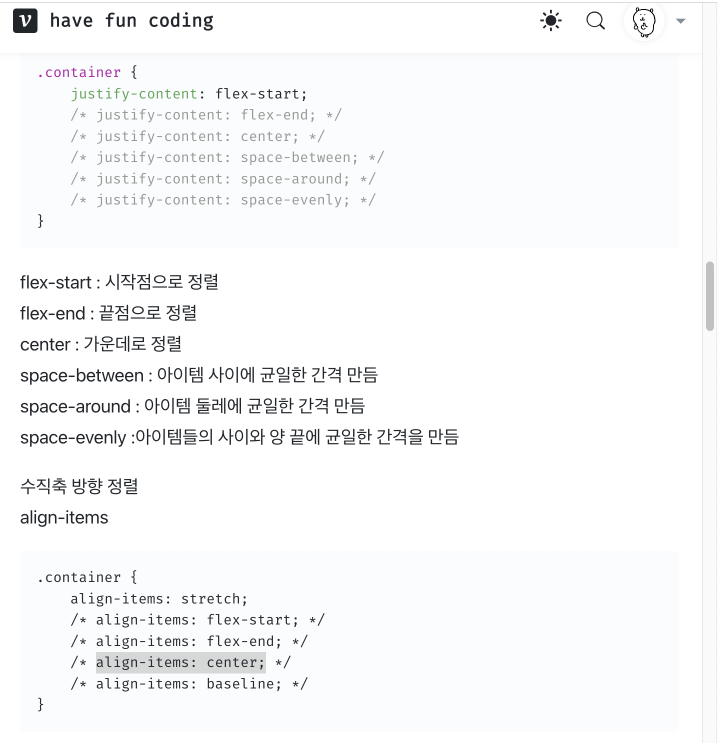 v have fun coding
.container {
justify-content: flex-start;
/* justify-content: flex-end; */
/* justify-content: center; */
/* justify-content: space-between; */
/* justify-content: space-around; */
/* justify-content: space-evenly; */
}
flex-start : 시작점으로 정렬
flex-end : 끝점으로 정렬
center : 가운데로 정렬
space-between : 아이템 사이에 균일한 간격 만듬
space-around : 아이템 둘레에 균일한 간격 만듬
space-evenly :아이템들의 사이와 양 끝에 균일한 간격을 만듬
수직축 방향 정렬
align-items
.container {
align-items: stretch;
/* align-items: flex-start; */
/* align-items: flex-end; */
/* align-items: center; */
/* align-items: baseline; */
}